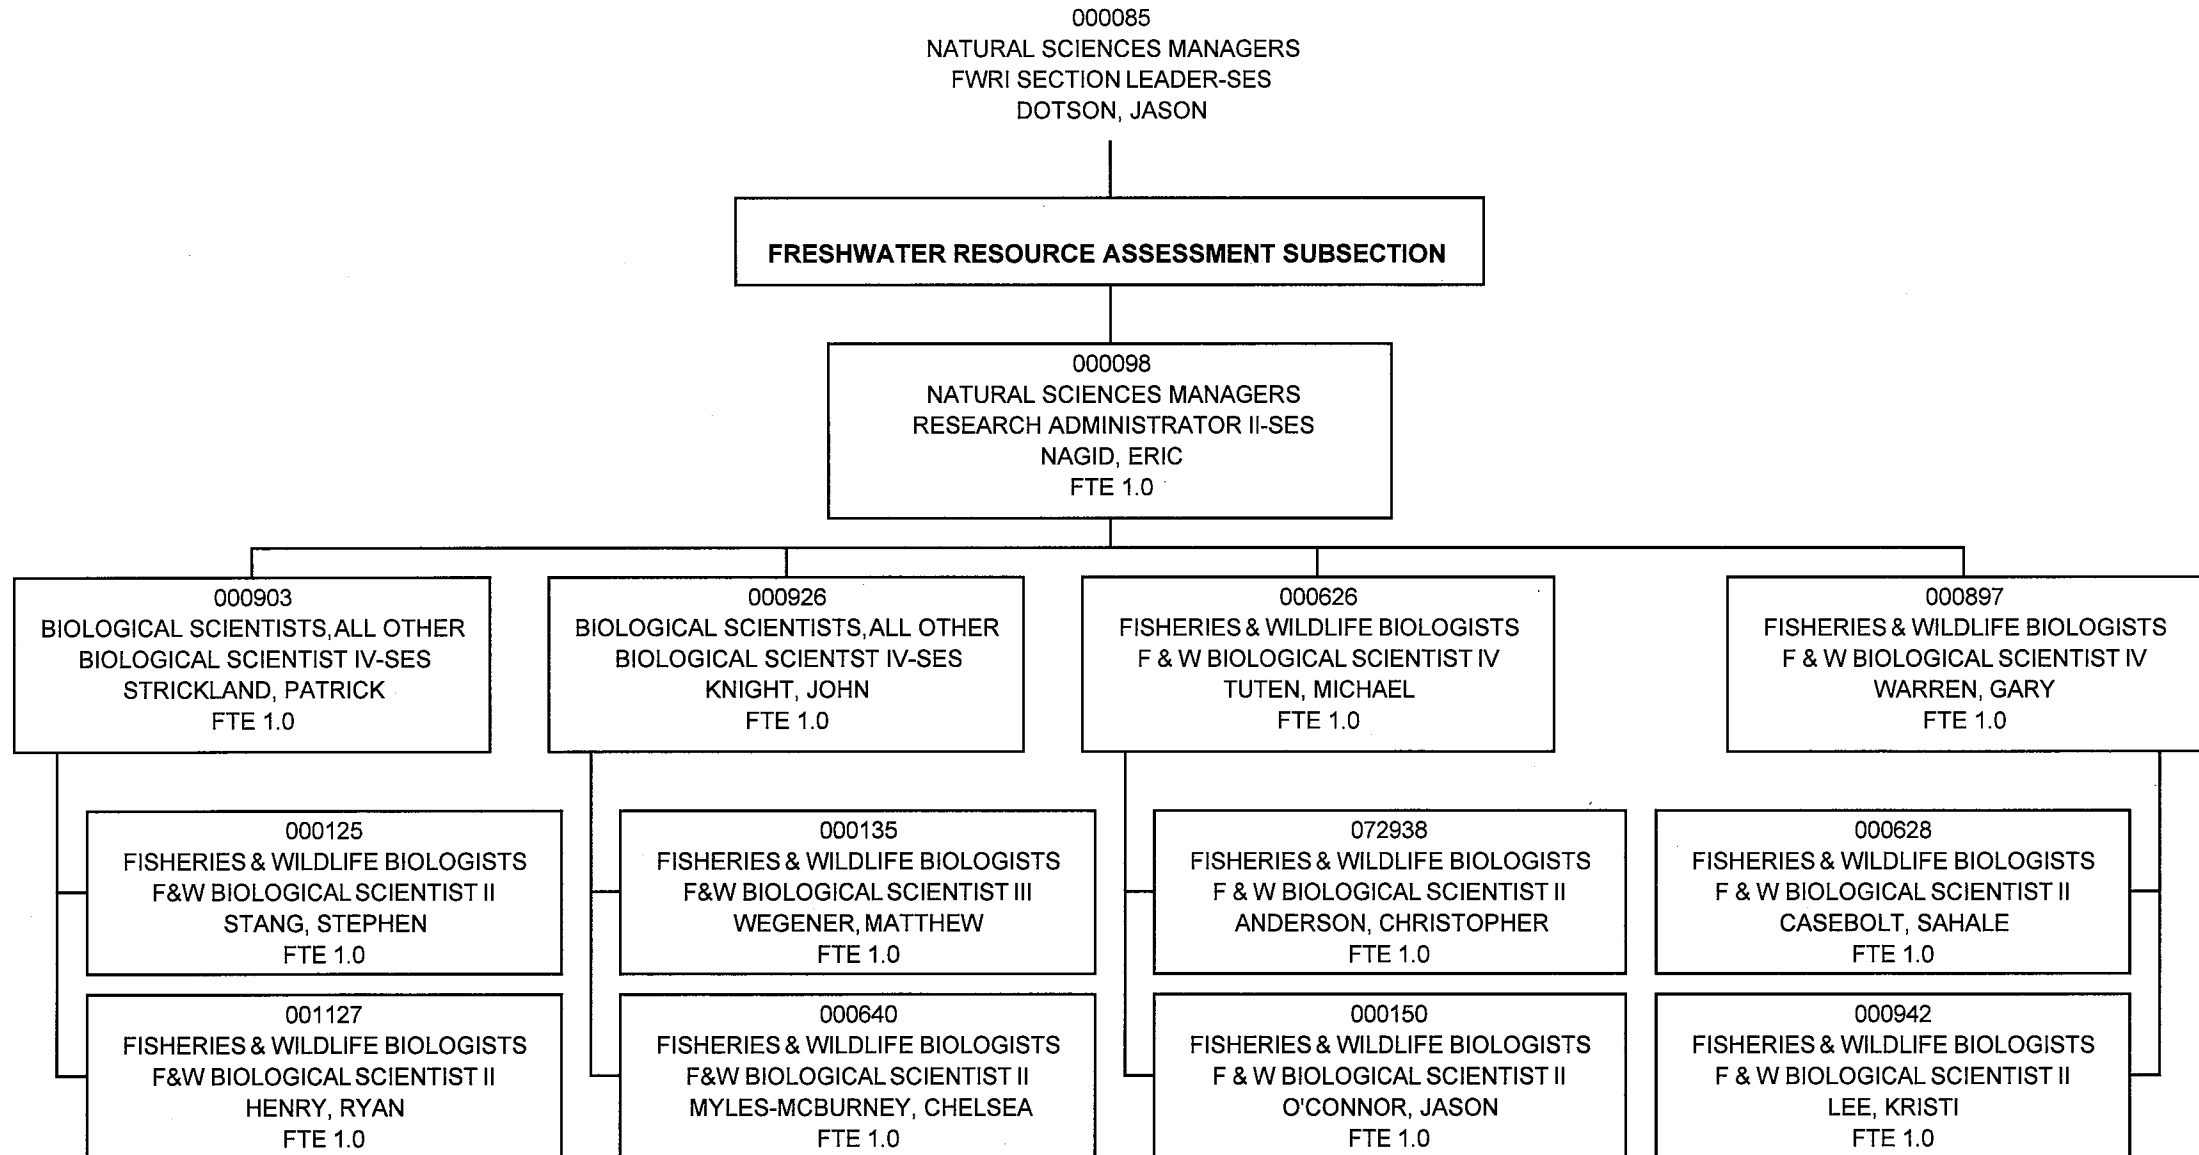 000085
NATURAL SCIENCES MANAGERS
FWRI SECTION LEADER-SES
DOTSON, JASON
FRESHWATER RESOURCE ASSESSMENT SUBSECTION
000098
NATURAL SCIENCES MANAGERS
RESEARCH ADMINISTRATOR II-SES
NAGID, ERIC
FTE 1.0
000903
BIOLOGICAL SCIENTISTS, ALL OTHER
BIOLOGICAL SCIENTIST IV-SES
STRICKLAND, PATRICK
FTE 1.0
000926
BIOLOGICAL SCIENTISTS, ALL OTHER
BIOLOGICAL SCIENTST IV-SES
KNIGHT, JOHN
FTE 1.0
000626
FISHERIES & WILDLIFE BIOLOGISTS
F & W BIOLOGICAL SCIENTIST IV
TUTEN, MICHAEL
FTE 1.0
000897
FISHERIES & WILDLIFE BIOLOGISTS
F & W BIOLOGICAL SCIENTIST IV
WARREN, GARY
FTE 1.0
000125
FISHERIES & WILDLIFE BIOLOGISTS
F&W BIOLOGICAL SCIENTIST II
STANG, STEPHEN
FTE 1.0
000135
FISHERIES & WILDLIFE BIOLOGISTS
F&W BIOLOGICAL SCIENTIST III
WEGENER, MATTHEW
FTE 1.0
072938
FISHERIES & WILDLIFE BIOLOGISTS
F & W BIOLOGICAL SCIENTIST II
ANDERSON, CHRISTOPHER
FTE 1.0
000628
FISHERIES & WILDLIFE BIOLOGISTS
F & W BIOLOGICAL SCIENTIST II
CASEBOLT, SAHALE
FTE 1.0
001127
FISHERIES & WILDLIFE BIOLOGISTS
F&W BIOLOGICAL SCIENTIST II
HENRY, RYAN
FTE 1.0
000640
FISHERIES & WILDLIFE BIOLOGISTS
F&W BIOLOGICAL SCIENTIST II
MYLES-MCBURNEY, CHELSEA
FTE 1.0
000150
FISHERIES & WILDLIFE BIOLOGISTS
F & W BIOLOGICAL SCIENTIST II
O'CONNOR, JASON
FTE 1.0
000942
FISHERIES & WILDLIFE BIOLOGISTS
F & W BIOLOGICAL SCIENTIST II
LEE, KRISTI
FTE 1.0